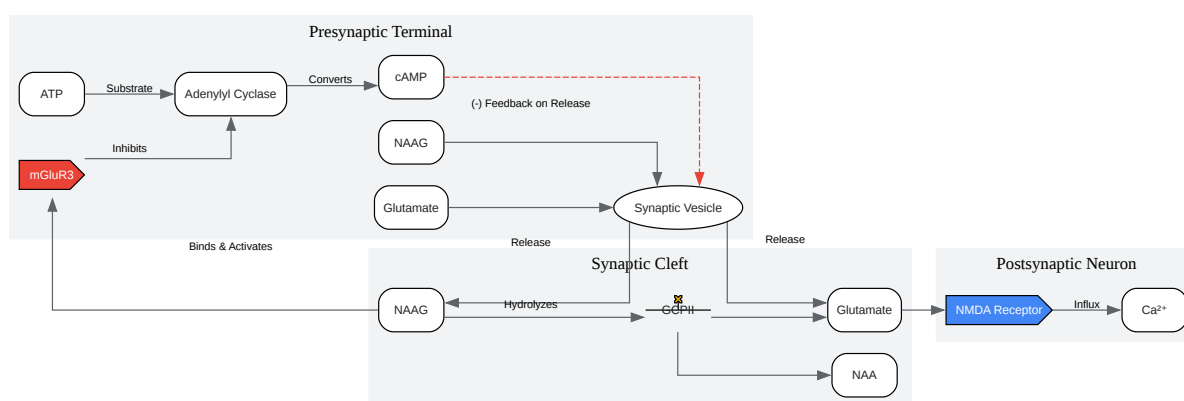 Presynaptic Terminal
ATP
Substrate
Adenylyl Cyclase
Converts
cAMP
(-) Feedback on Release
NAAG
Inhibits
mGluR3
Glutamate
Synaptic Vesicle
Binds & Activates
Release
Release
Synaptic Cleft
Postsynaptic Neuron
NAAG
Hydrolyzes
GCPII
Glutamate
NMDA Receptor
Influx
Ca²⁺
NAA